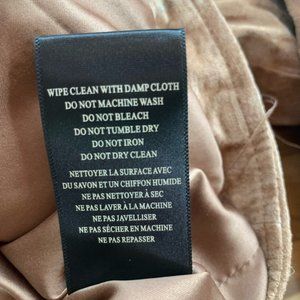 WIPE CLEAN WITH DAMP CLOTH
DO NOT MACHINE WASH
DO NOT BLEACH
DO NOT TUMBLE DRY
DO NOT IRON
DO NOT DRY CLEAN
NETTOYER LA SURFACE AVEC
DU SAVON ET UN CHIFFON HUMIDE
NE PAS NETTOYER À SEC
NE PAS LAVER À LA MACHINE
NE PAS JAVELLISER
NE PAS SÉCHER EN MACHINE
NE PAS REPASSER